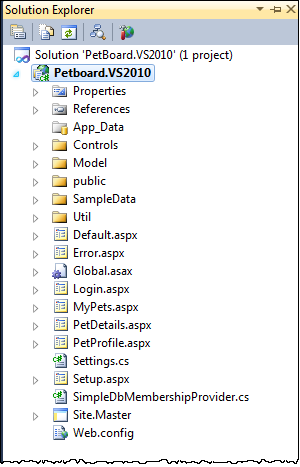 Solution Explorer
Solution 'PetBoard.VS2010' (1 project)
Petboard.VS2010
Properties
References
App_Data
Controls
Model
public
SampleData
Util
Default.aspx
Error.aspx
Global.asax
Login.aspx
MyPets.aspx
PetDetails.aspx
PetProfile.aspx
Settings.cs
Setup.aspx
SimpleDbMembershipProvider.cs
Site.Master
Web.config